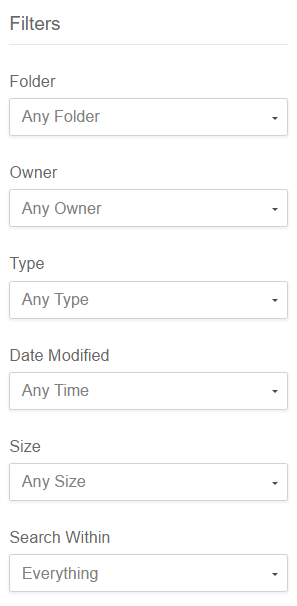 Filters
Folder
Any Folder
Owner
Any Owner
Type
Any Type
Date Modified
Any Time
Size
Any Size
Search Within
Everything